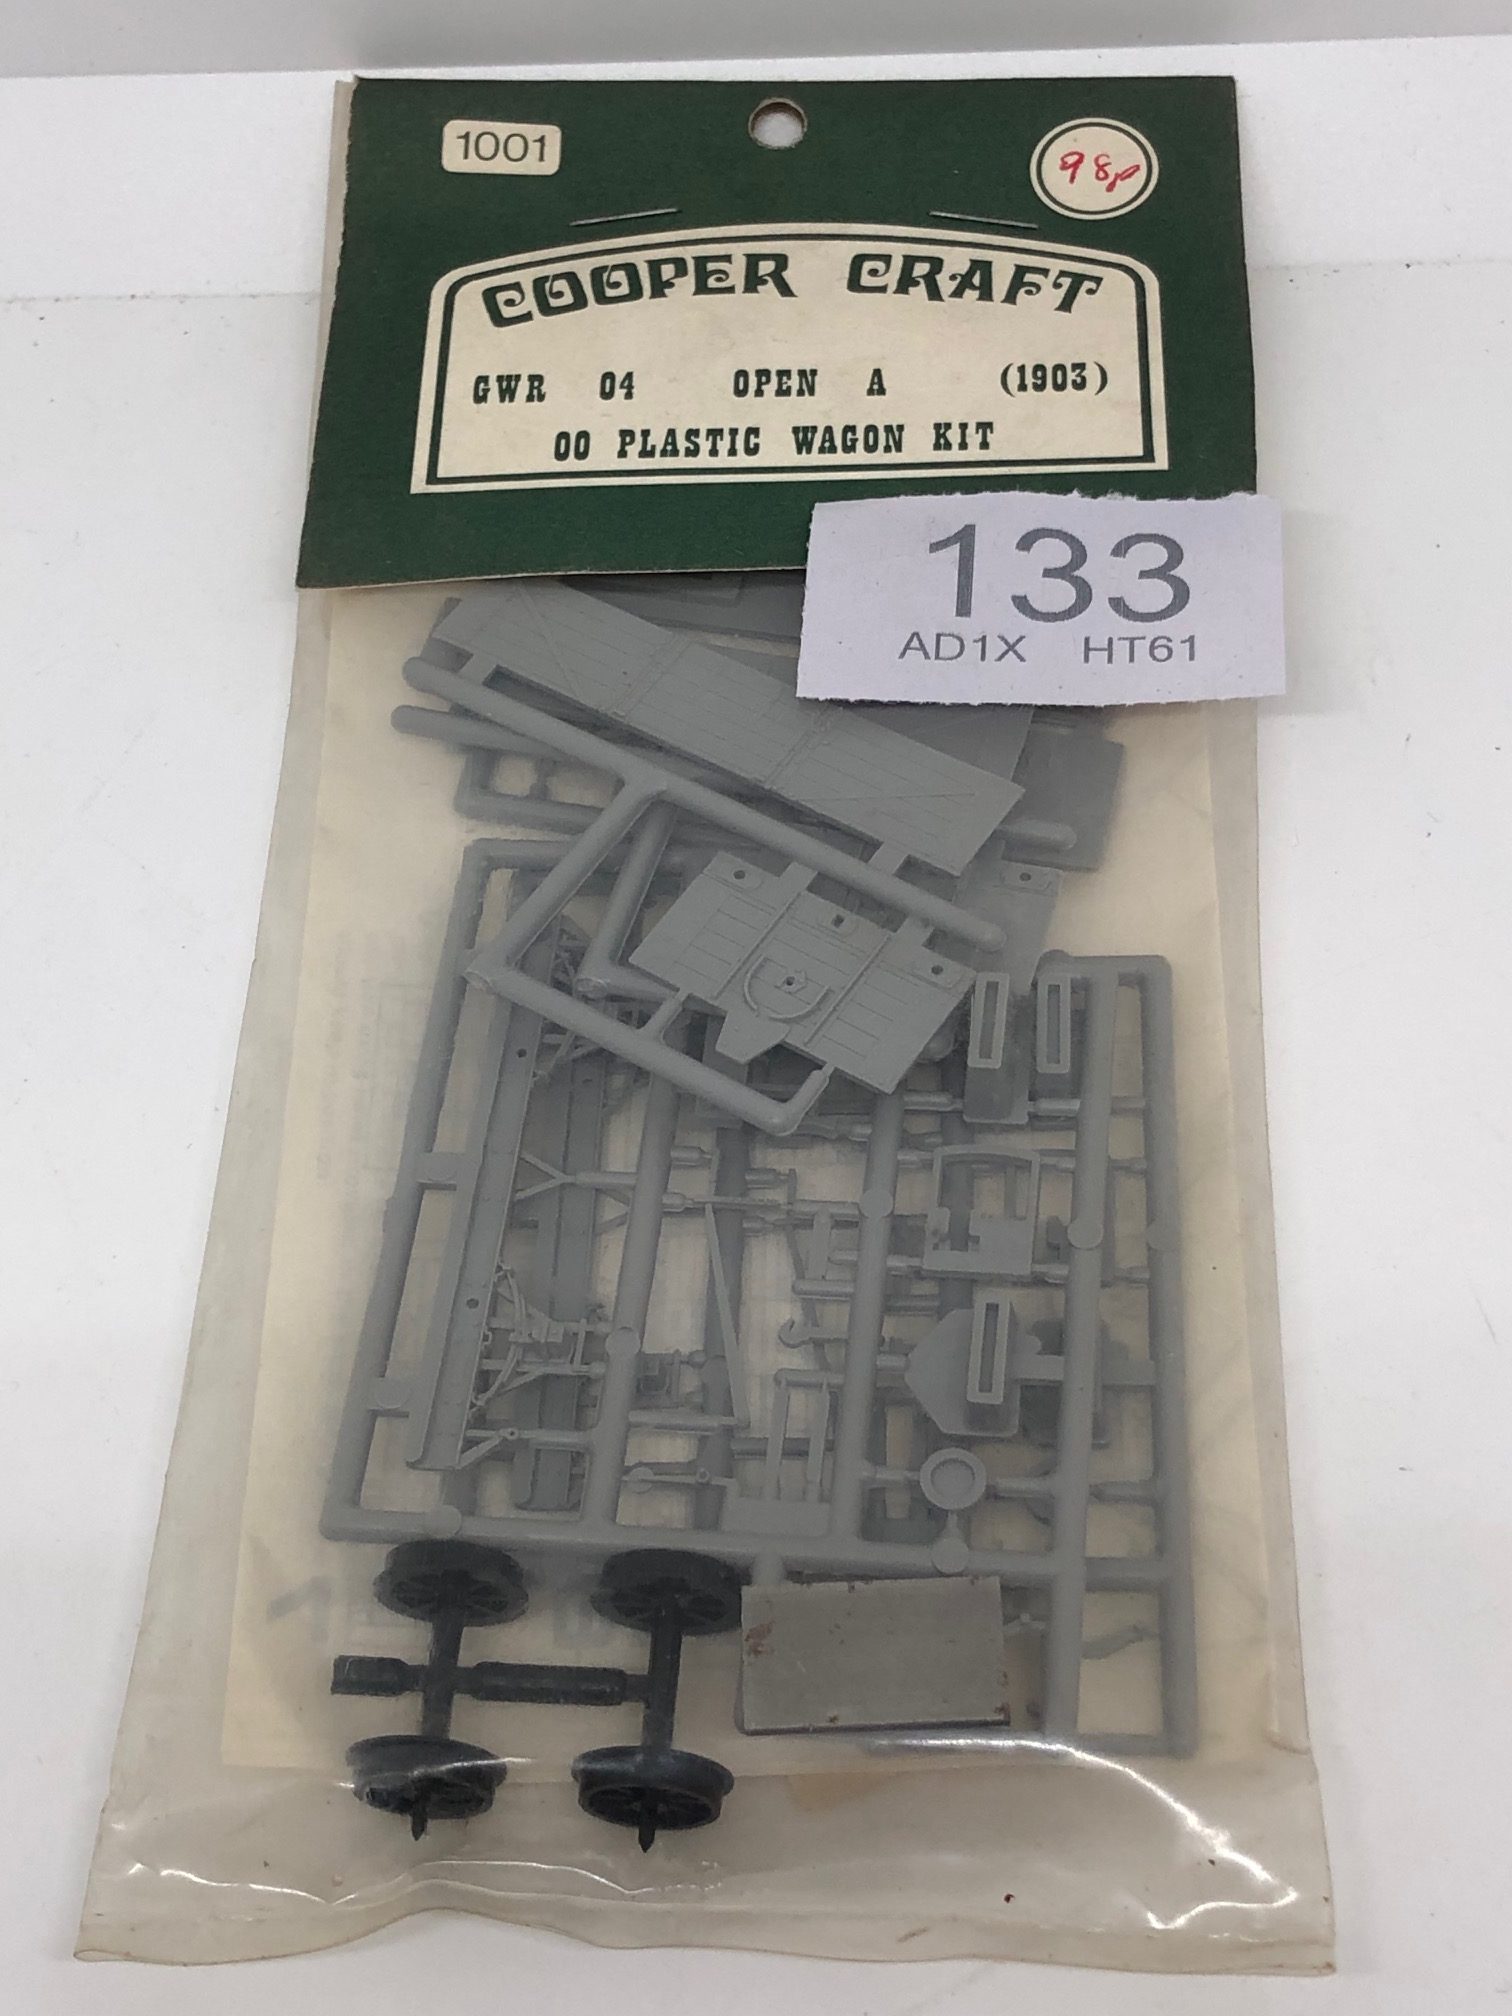 1001
98p
COOPER CRAFT
GWR 04 OPEN A (1903)
00 PLASTIC WAGON KIT
133
AD1X HT61